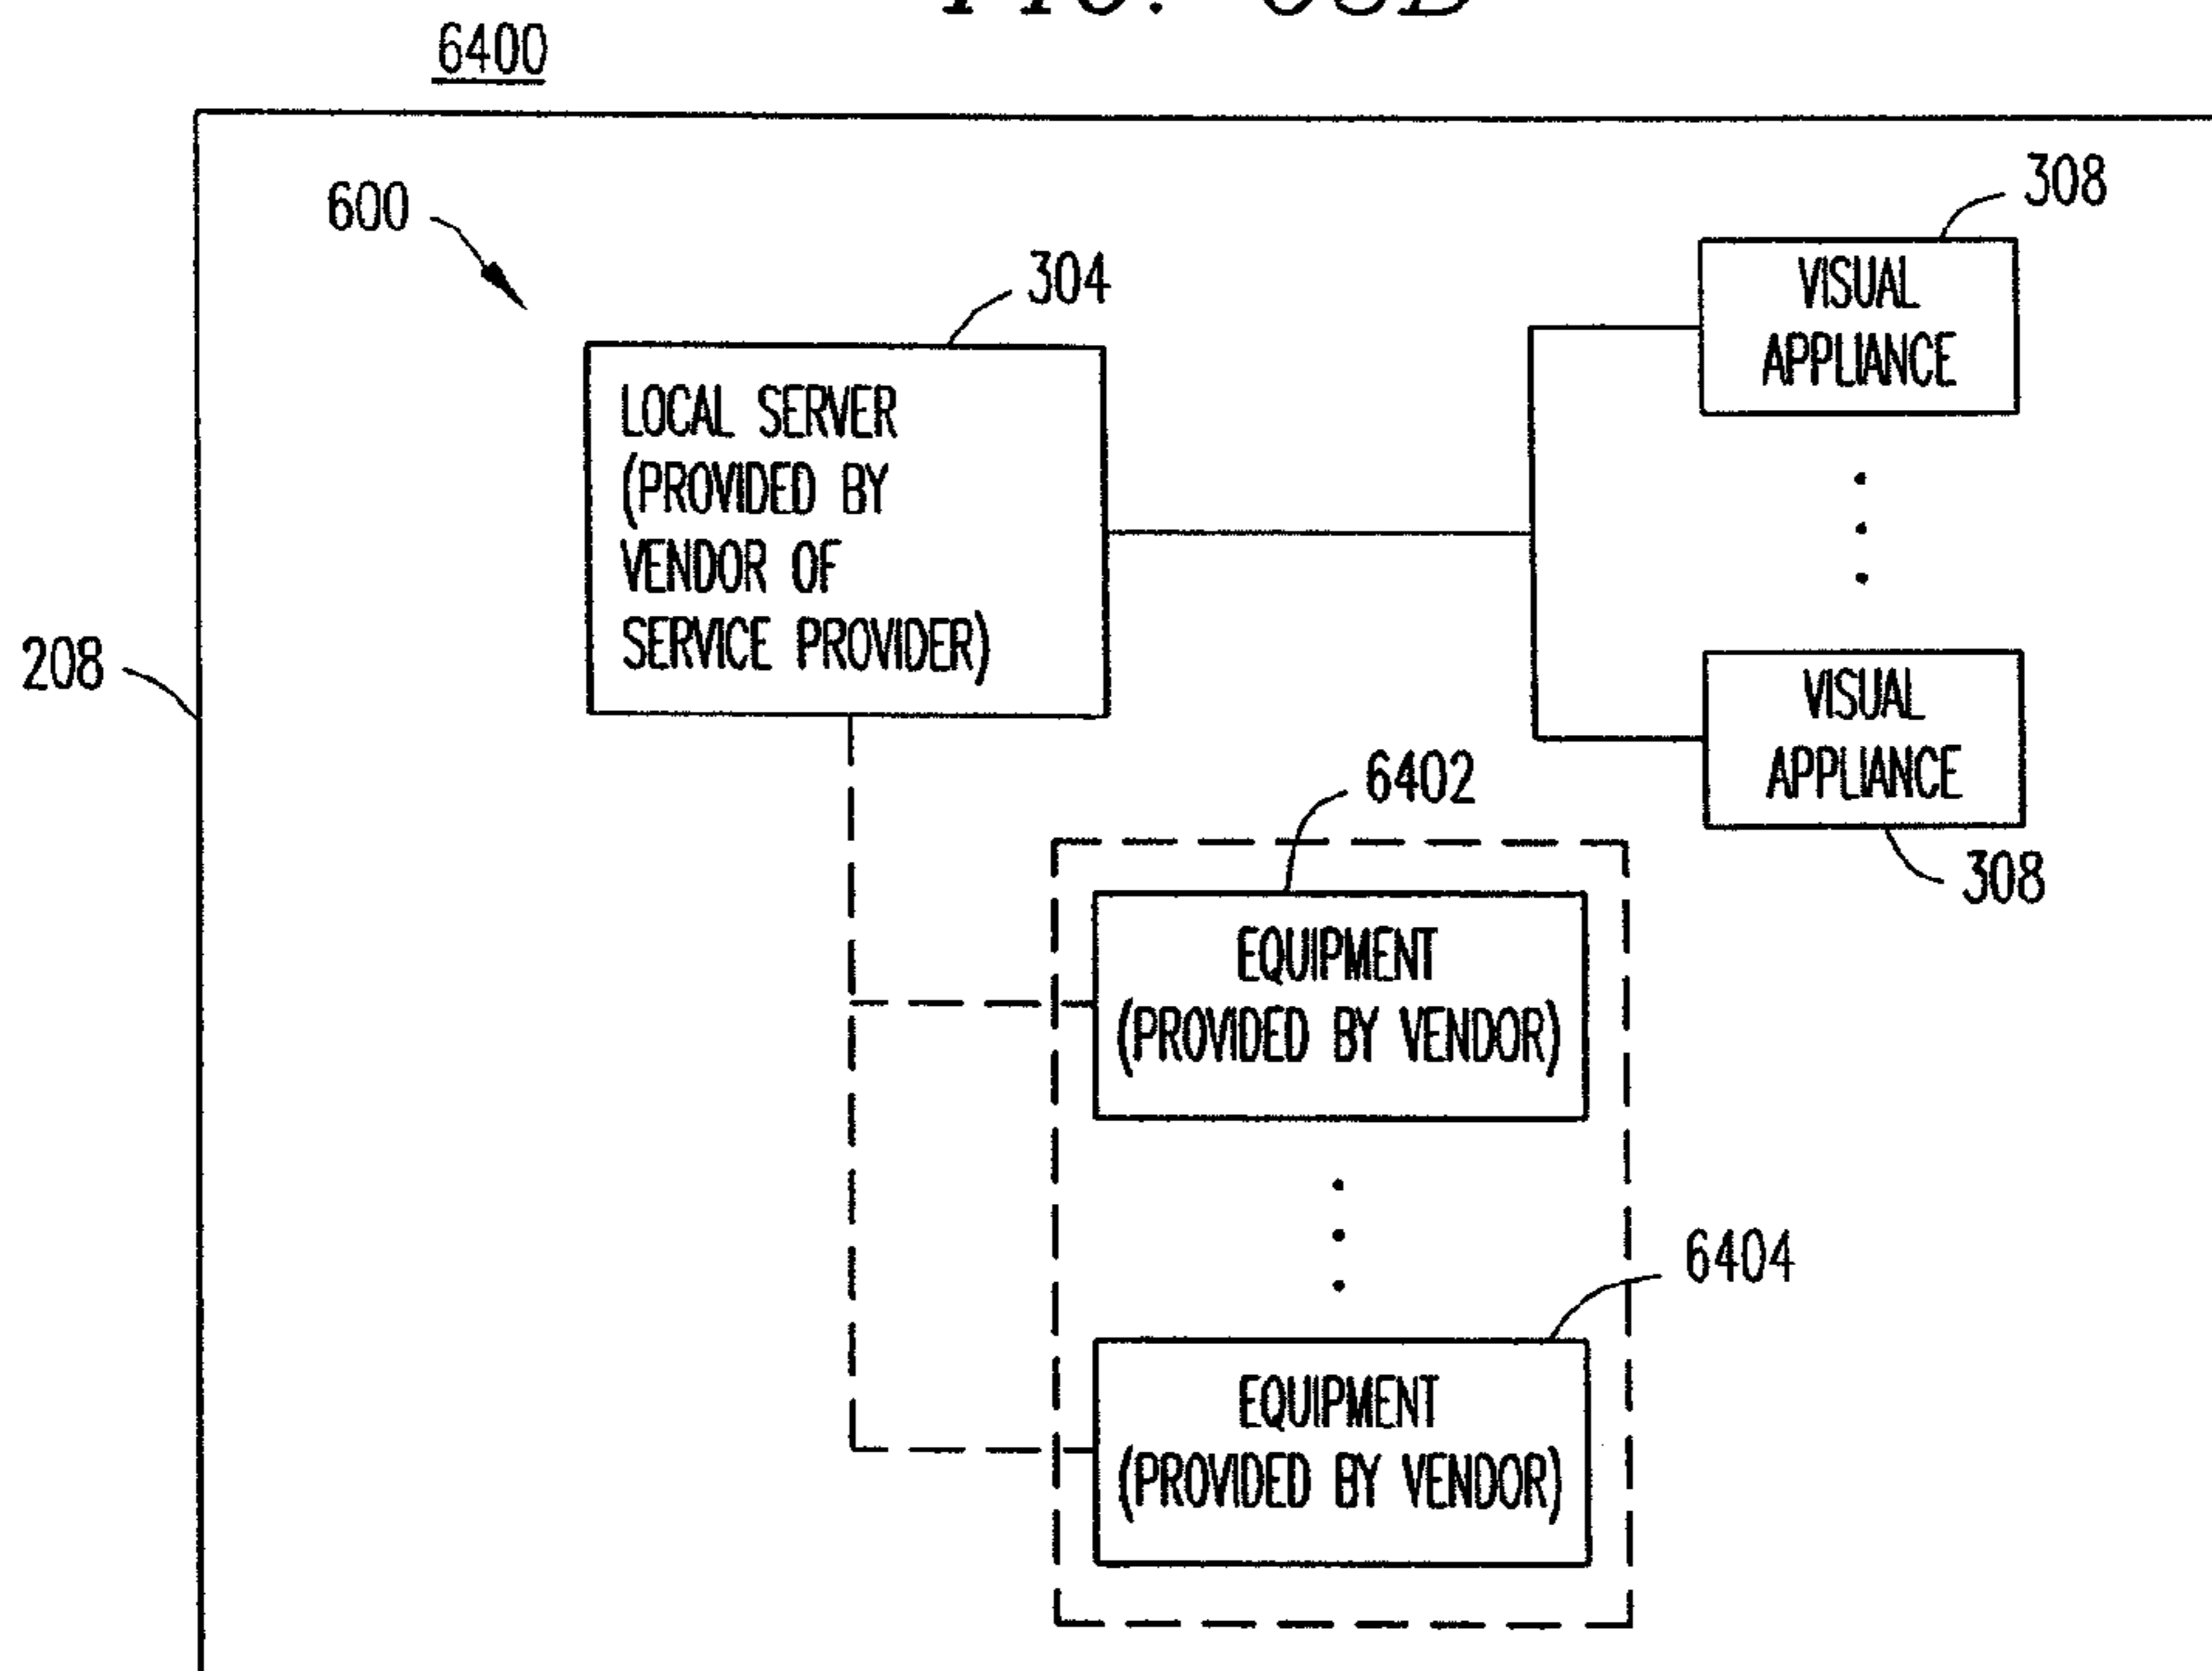 6400
600
304
308
VISUAL
APPLIANCE
LOCAL SERVER
(PROVIDED BY
VENDOR OF
SERVICE PROVIDER)
208
VISUAL
APPLIANCE
308
6402
EQUIPMENT
(PROVIDED BY VENDOR)
6404
EQUIPMENT
(PROVIDED BY VENDOR)